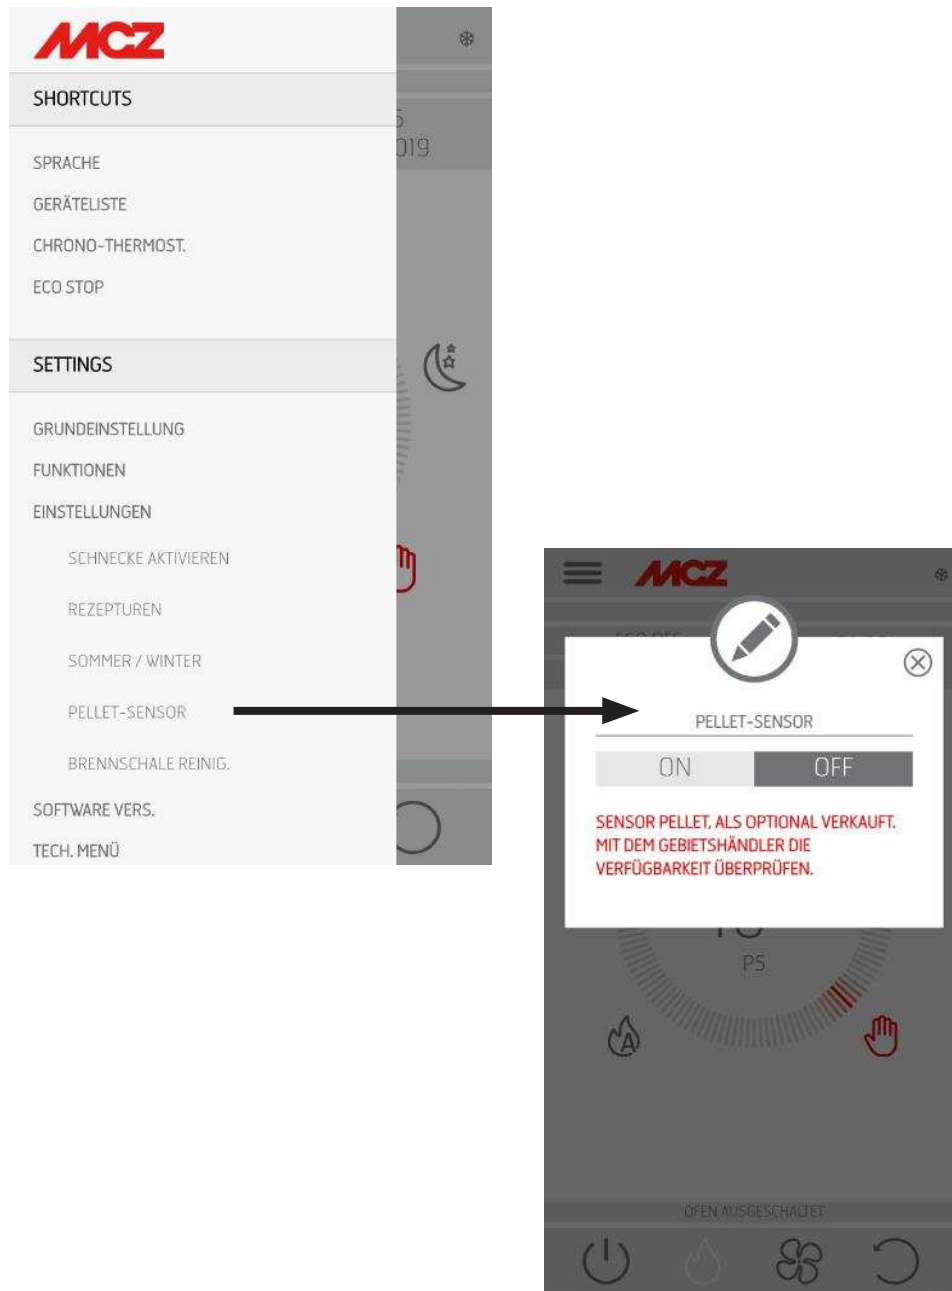 MCZ
SHORTCUTS
SPRACHE
GERÄTELISTE
CHRONO-THERMOST.
ECO STOP
SETTINGS
GRUNDEINSTELLUNG
FUNKTIONEN
EINSTELLUNGEN
SCHNECKE AKTIVIEREN
REZEPTUREN
SOMMER / WINTER
PELLET-SENSOR
BRENNSCHALE REINIG.
SOFTWARE VERS.
TECH. MENÜ
MCZ
PELLET-SENSOR
ON OFF
SENSOR PELLET, ALS OPTIONAL VERKAUFT.
MIT DEM GEBIETSHÄNDLER DIE
VERFÜGBARKEIT ÜBERPRÜFEN.
P5
A
OFEN AUSGESCHALTET